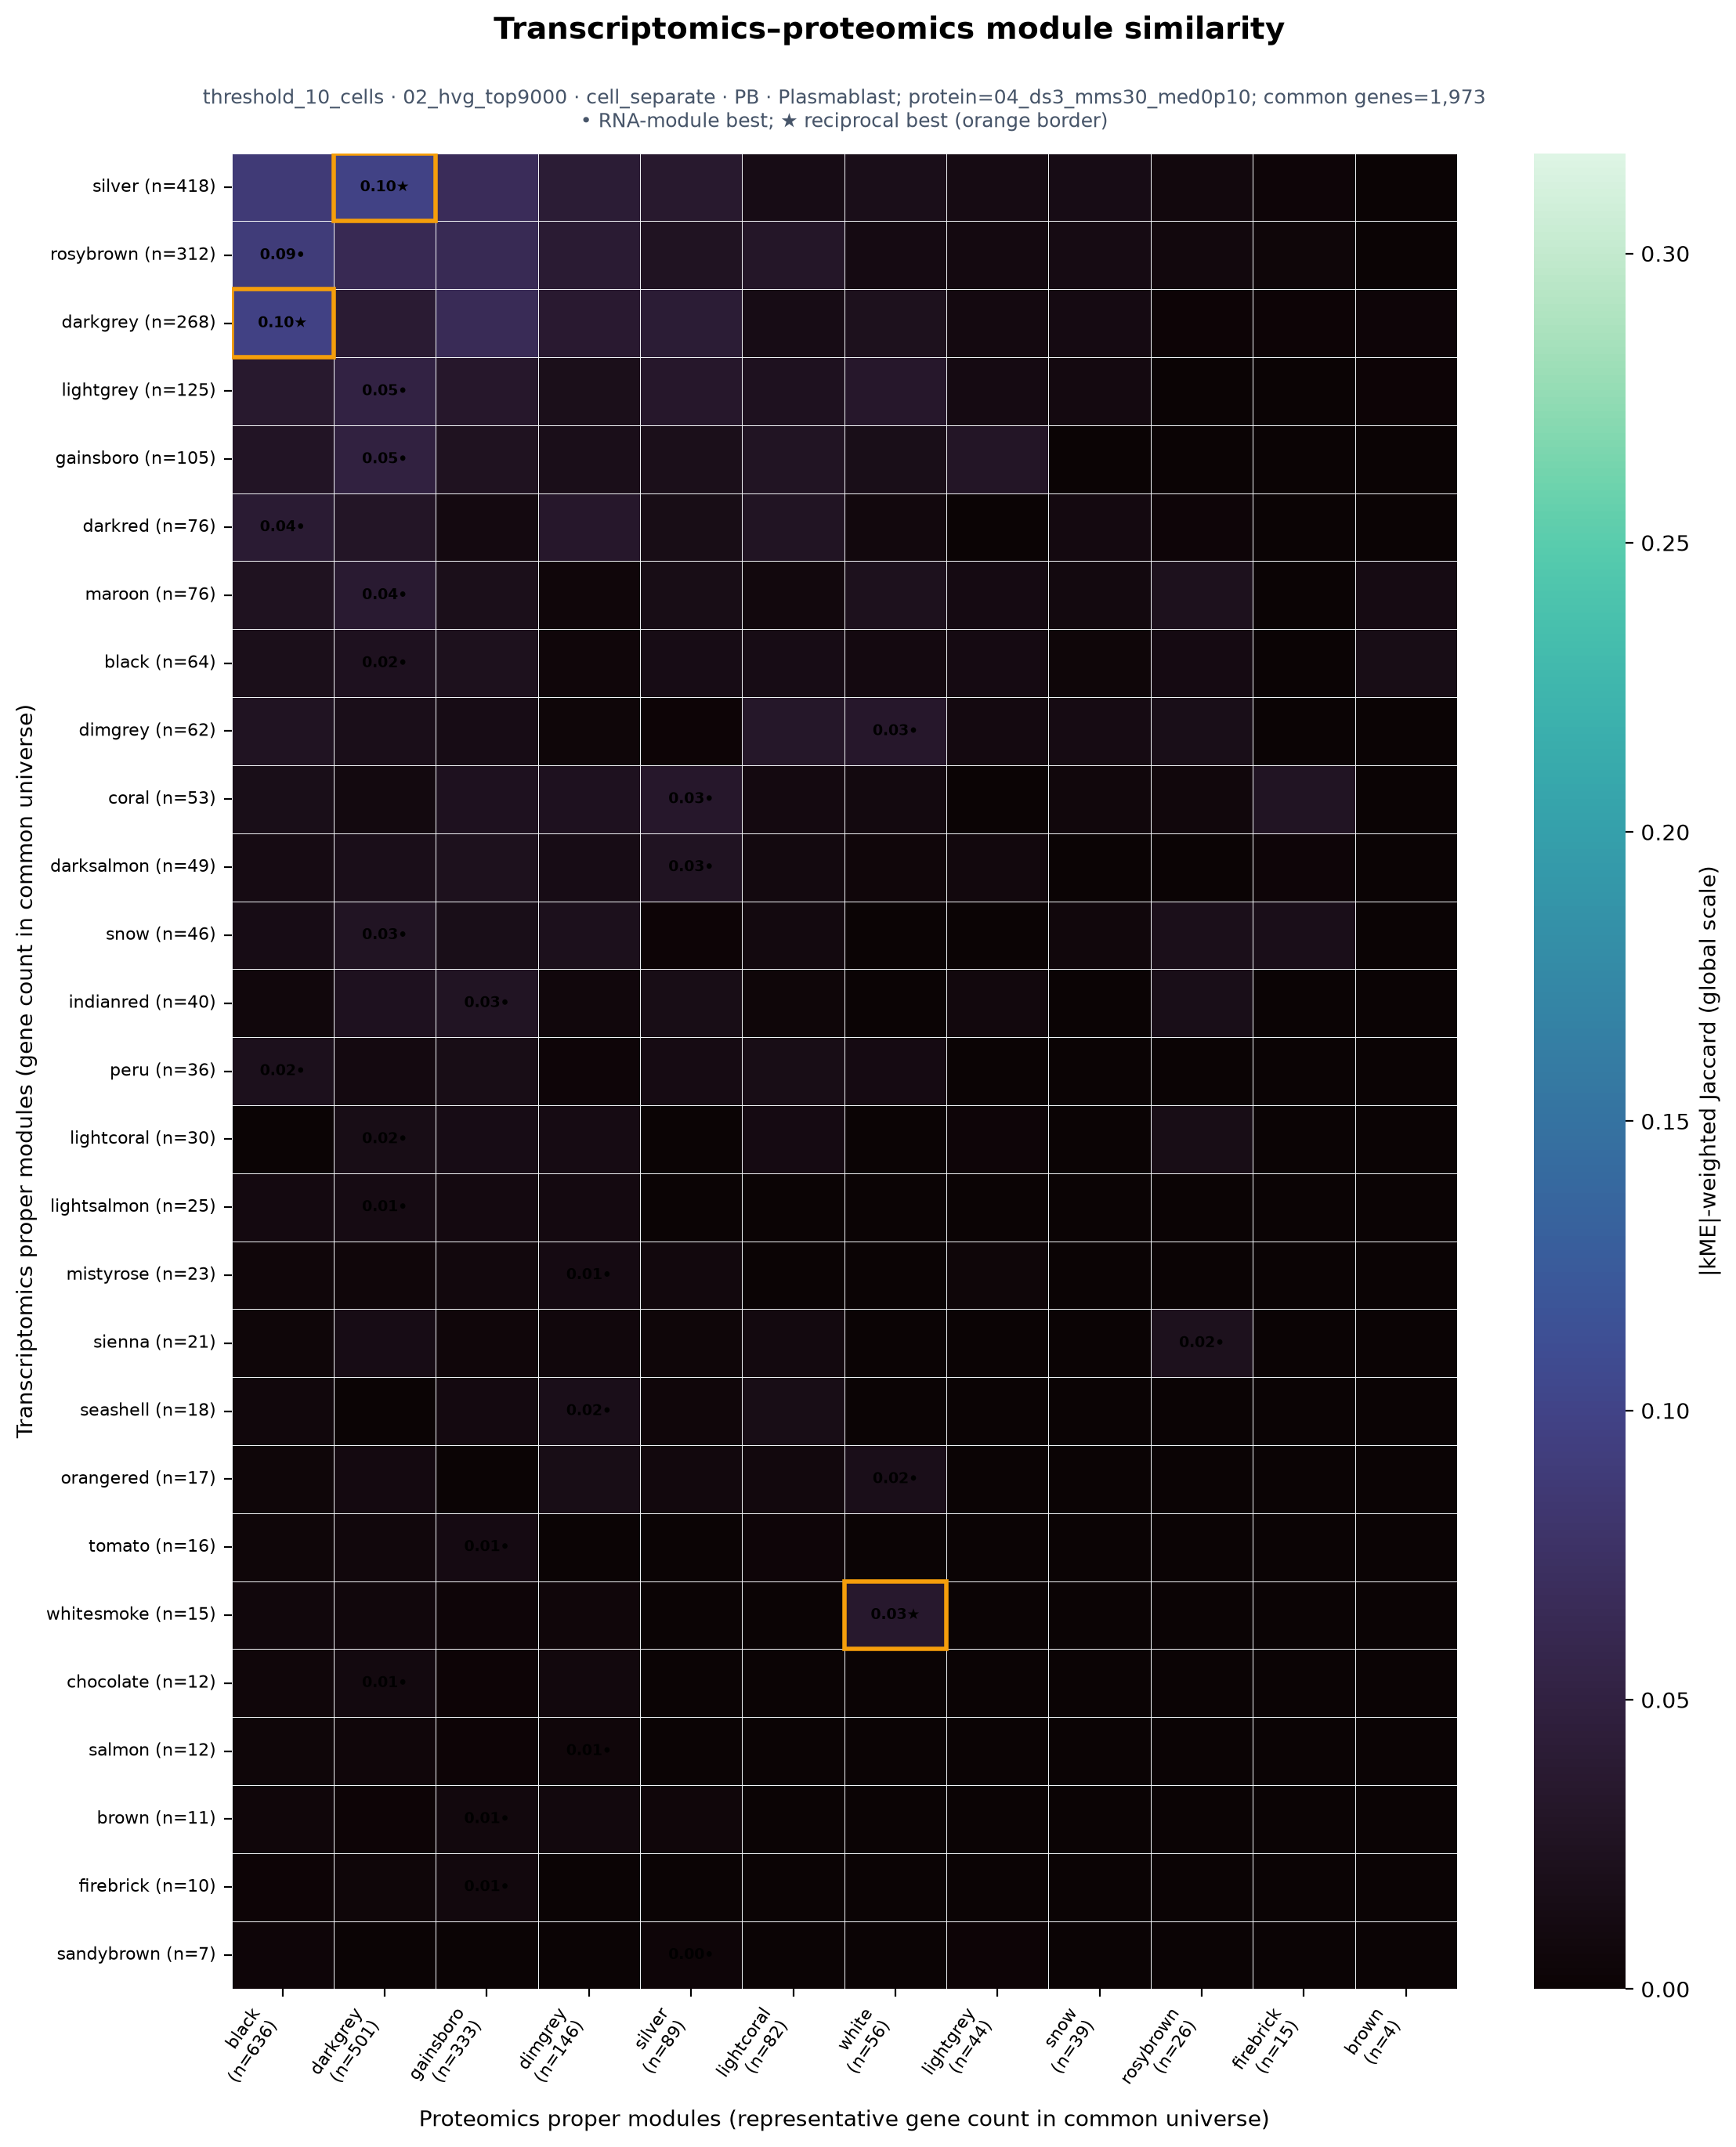 Transcriptomics–proteomics module similarity
threshold_10_cells · 02_hvg_top9000 · cell_separate · PB · Plasmablast; protein=04_ds3_mms30_med0p10; common genes=1,973
• RNA-module best; ★ reciprocal best (orange border)
Transcriptomics proper modules (gene count in common universe)
silver (n=418)
0.10★
rosybrown (n=312)
0.09•
darkgrey (n=268)
0.10★
lightgrey (n=125)
0.05•
gainsboro (n=105)
0.05•
darkred (n=76)
0.04•
maroon (n=76)
0.04•
black (n=64)
0.02•
dimgrey (n=62)
0.03•
coral (n=53)
0.03•
darksalmon (n=49)
0.03•
snow (n=46)
0.03•
indianred (n=40)
0.03•
peru (n=36)
0.02•
lightcoral (n=30)
0.02•
lightsalmon (n=25)
0.01•
mistyrose (n=23)
0.01•
sienna (n=21)
0.02•
seashell (n=18)
0.02•
orangered (n=17)
0.02•
tomato (n=16)
0.01•
whitesmoke (n=15)
0.03★
chocolate (n=12)
0.01•
salmon (n=12)
0.01•
brown (n=11)
0.01•
firebrick (n=10)
0.01•
sandybrown (n=7)
0.00•
black
(n=636)
darkgrey
(n=501)
gainsboro
(n=333)
dimgrey
(n=146)
silver
(n=89)
lightcoral
(n=82)
white
(n=56)
lightgrey
(n=44)
snow
(n=39)
rosybrown
(n=26)
firebrick
(n=15)
brown
(n=4)
Proteomics proper modules (representative gene count in common universe)
0.30
0.25
0.20
0.15
0.10
0.05
0.00
|kME|-weighted Jaccard (global scale)